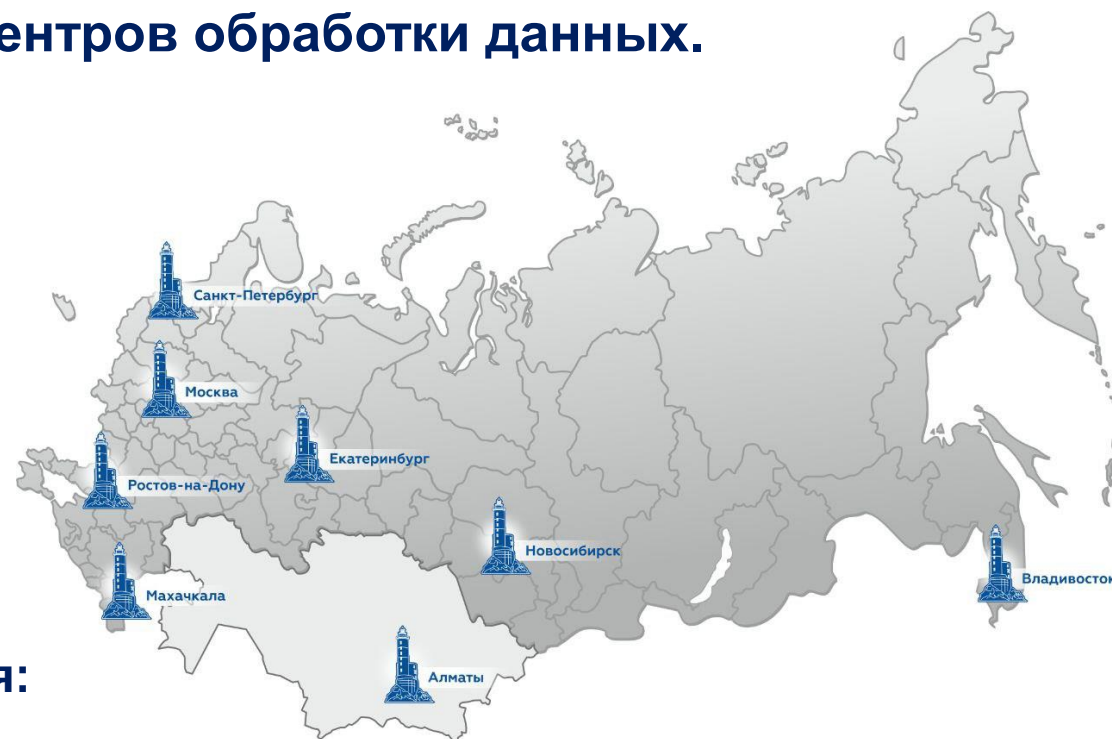 ентров обработки данных.
Санкт-Петербург
Москва
Екатеринбург
Ростов-на-Дону
Новосибирск
Владивосток
Махачкала
я:
Алматы